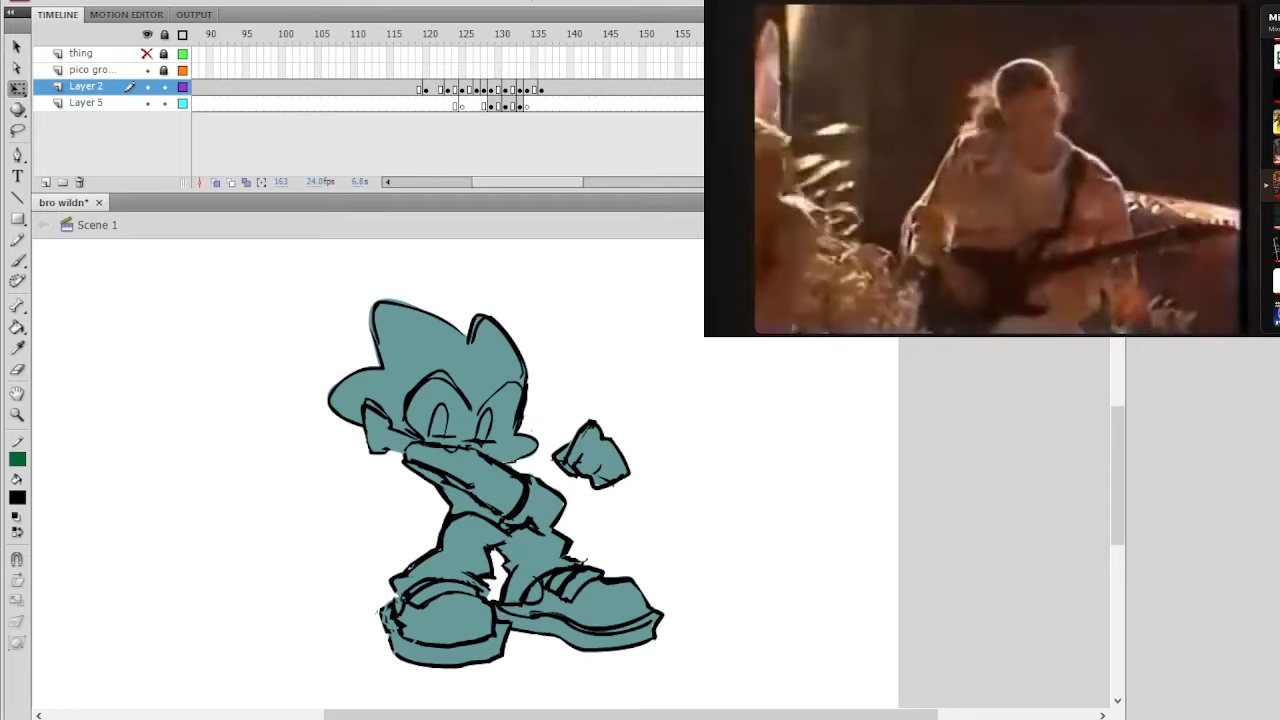 TIMELINE MOTION EDITOR OUTPUT
90 95 100 105 110 115 120 125 130 135 140 145 150 155
thing
pico gro...
Layer 2
Layer 5
163 24.0fps 6.8s
bro wildn* ×
Scene 1
Mi